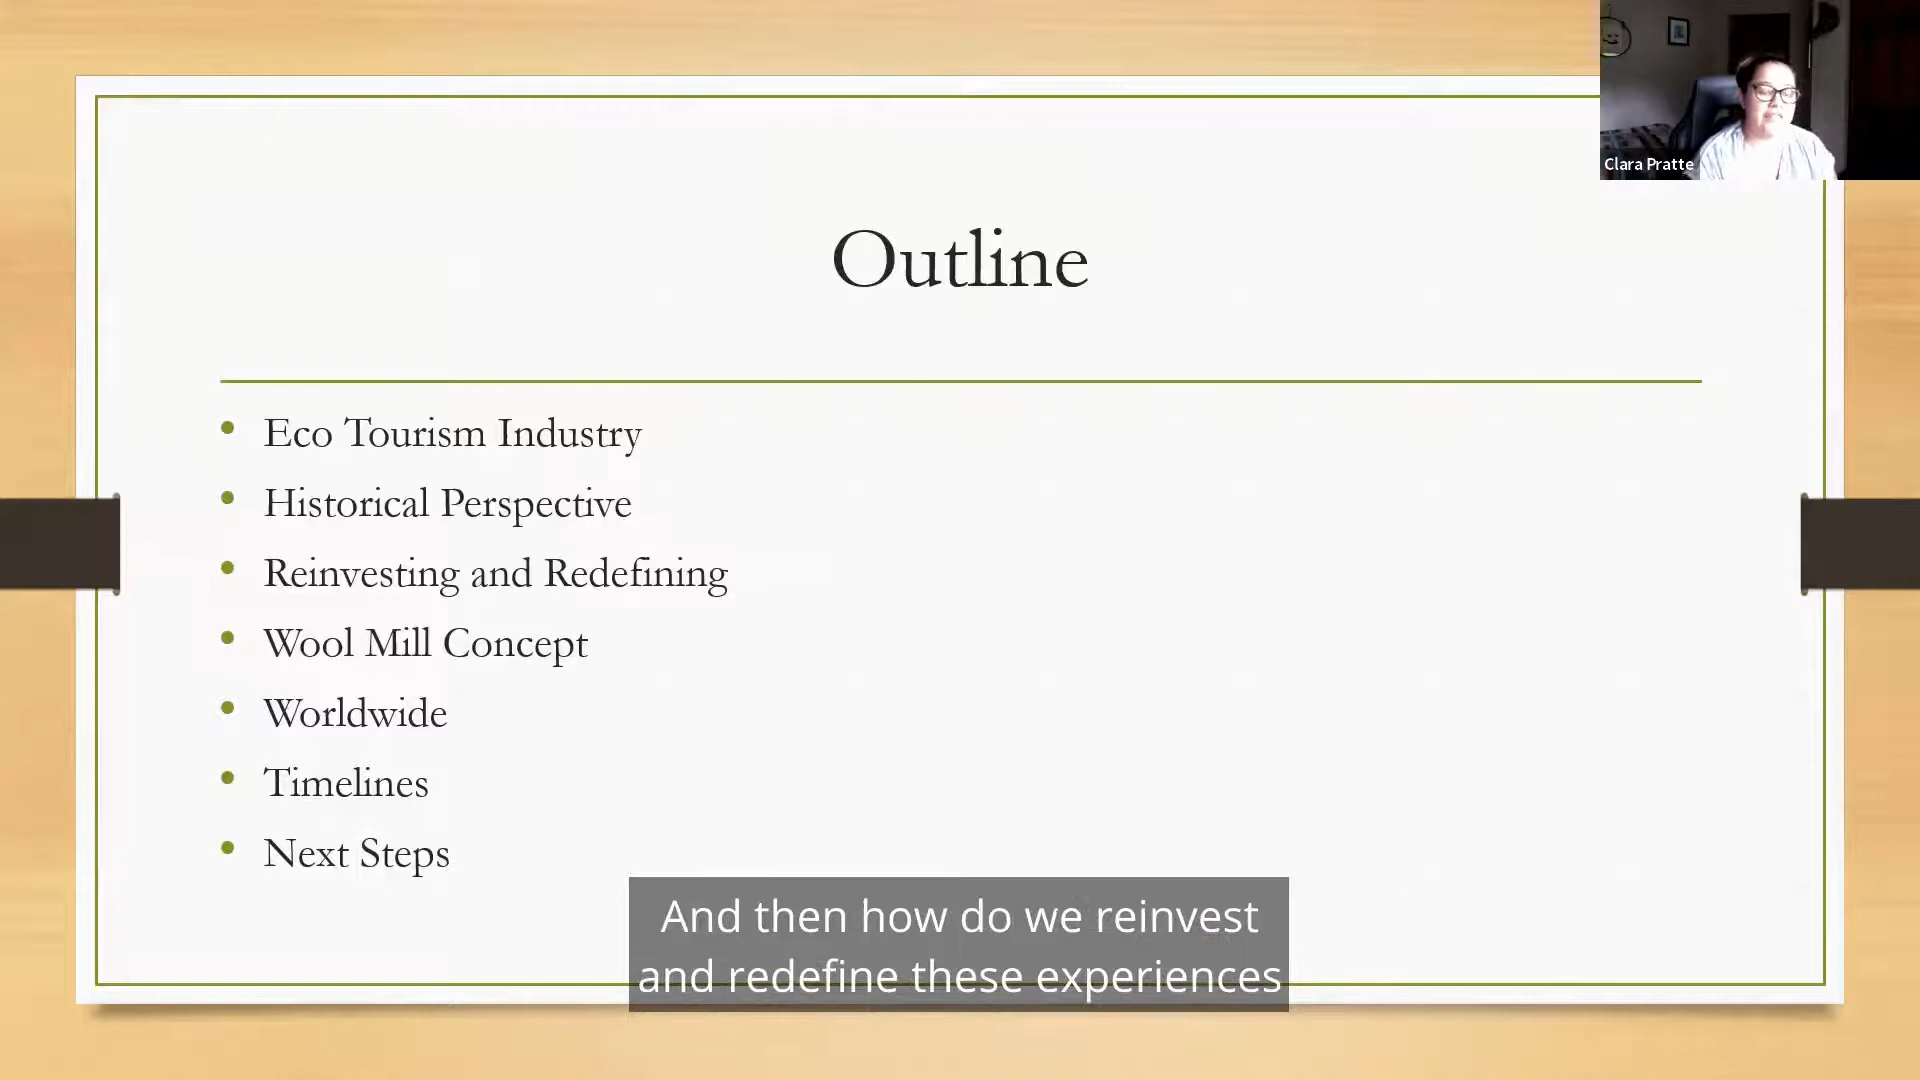 Clara Pratte
Outline
• Eco Tourism Industry
• Historical Perspective
• Reinvesting and Redefining
• Wool Mill Concept
• Worldwide
• Timelines
• Next Steps
And then how do we reinvest
and redefine these experiences